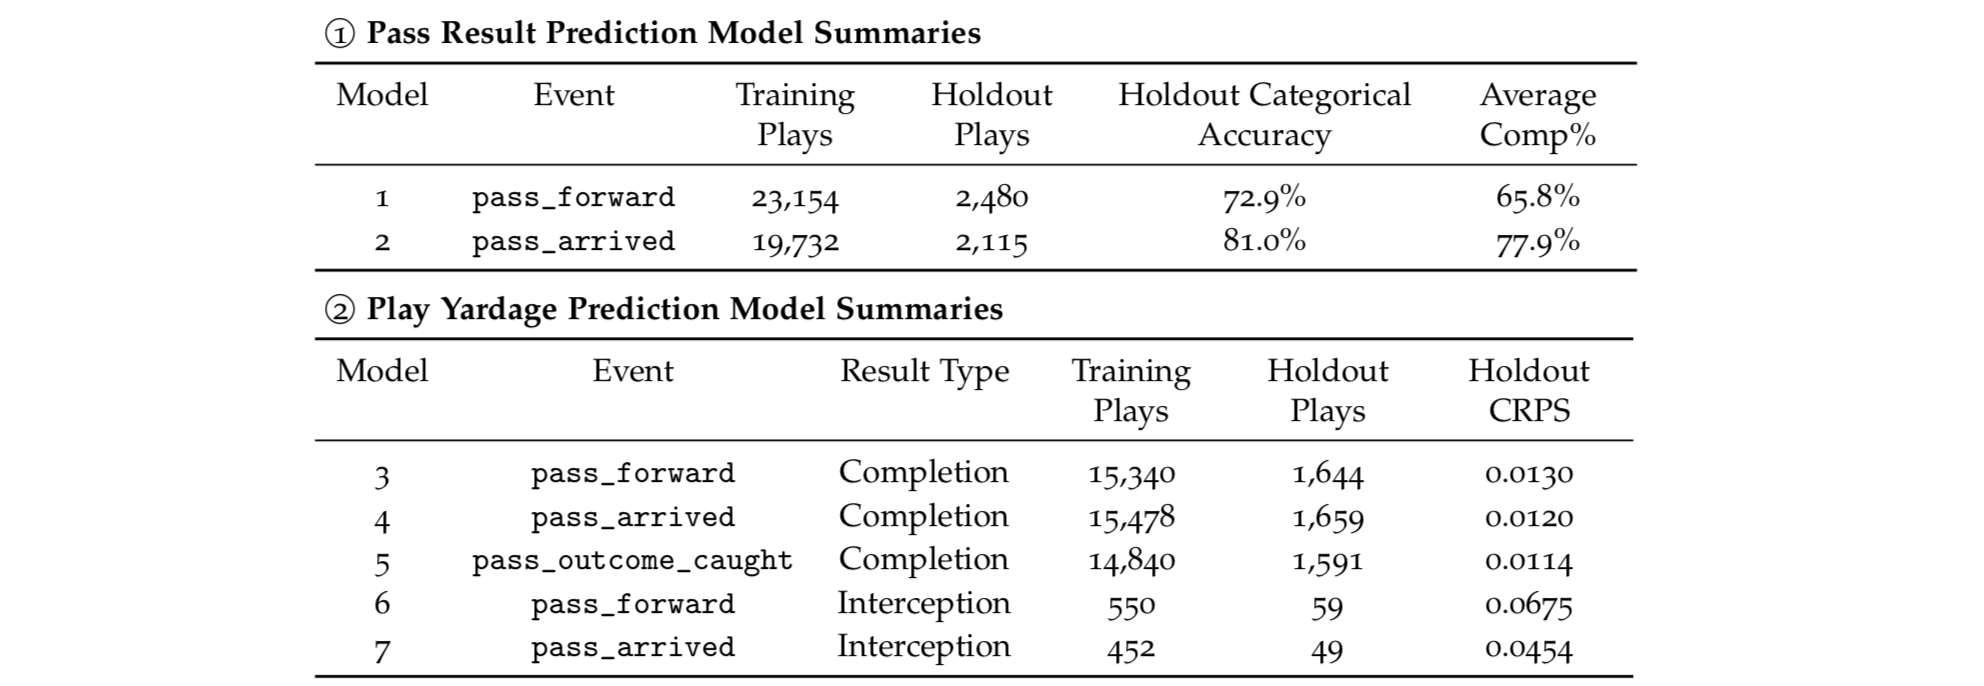 ① Pass Result Prediction Model Summaries
Model Event Training Plays Holdout Plays Holdout Categorical Accuracy Average Comp%
1 pass_forward 23,154 2,480 72.9% 65.8%
2 pass_arrived 19,732 2,115 81.0% 77.9%
② Play Yardage Prediction Model Summaries
Model Event Result Type Training Plays Holdout Plays Holdout CRPS
3 pass_forward Completion 15,340 1,644 0.0130
4 pass_arrived Completion 15,478 1,659 0.0120
5 pass_outcome_caught Completion 14,840 1,591 0.0114
6 pass_forward Interception 550 59 0.0675
7 pass_arrived Interception 452 49 0.0454